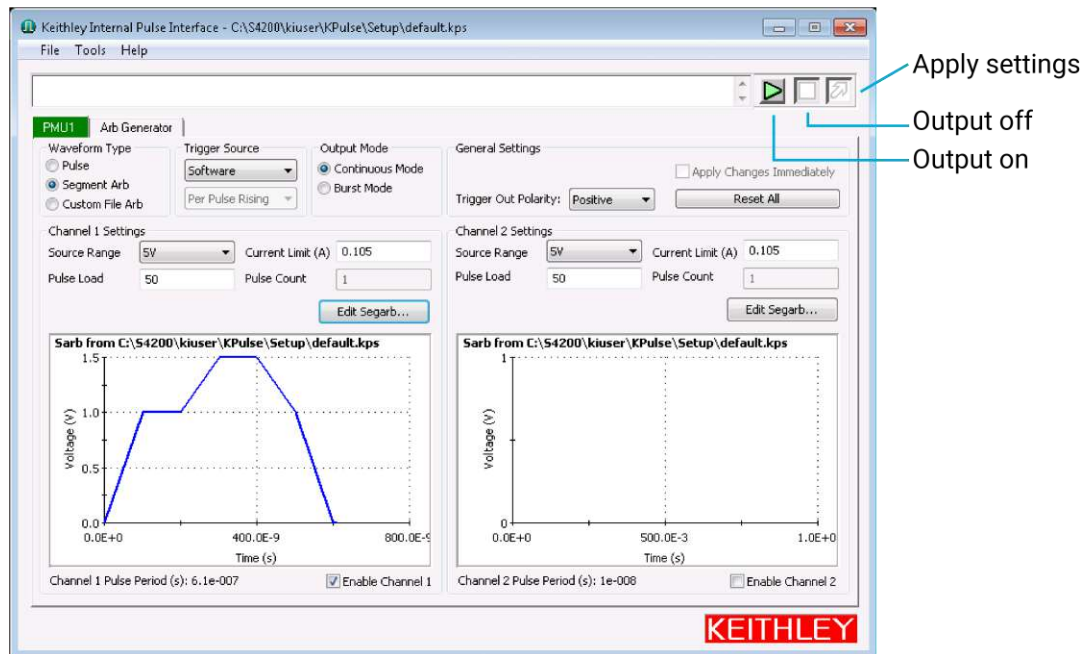 Keithley Internal Pulse Interface - C:\S4200\kiuser\KPulse\Setup\default.kps
File Tools Help
Apply settings
Output off
Output on
PMU1 Arb Generator
Waveform Type Trigger Source Output Mode General Settings
Pulse Software Continuous Mode Apply Changes Immediately
Segment Arb Burst Mode
Custom File Arb Per Pulse Rising Trigger Out Polarity: Positive Reset All
Channel 1 Settings
Source Range 5V Current Limit (A) 0.105
Pulse Load 50 Pulse Count 1
Edit Segarb...
Sarb from C:\S4200\kiuser\KPulse\Setup\default.kps
1.5
1.0
0.5
0.0
Voltage (V)
0.0E+0 400.0E-9 800.0E-9
Time (s)
Channel 1 Pulse Period (s): 6.1e-007 Enable Channel 1
Channel 2 Settings
Source Range 5V Current Limit (A) 0.105
Pulse Load 50 Pulse Count 1
Edit Segarb...
Sarb from C:\S4200\kiuser\KPulse\Setup\default.kps
1
0
Voltage (V)
0.0E+0 500.0E-3 1.0E+0
Time (s)
Channel 2 Pulse Period (s): 1e-008 Enable Channel 2
KEITHLEY